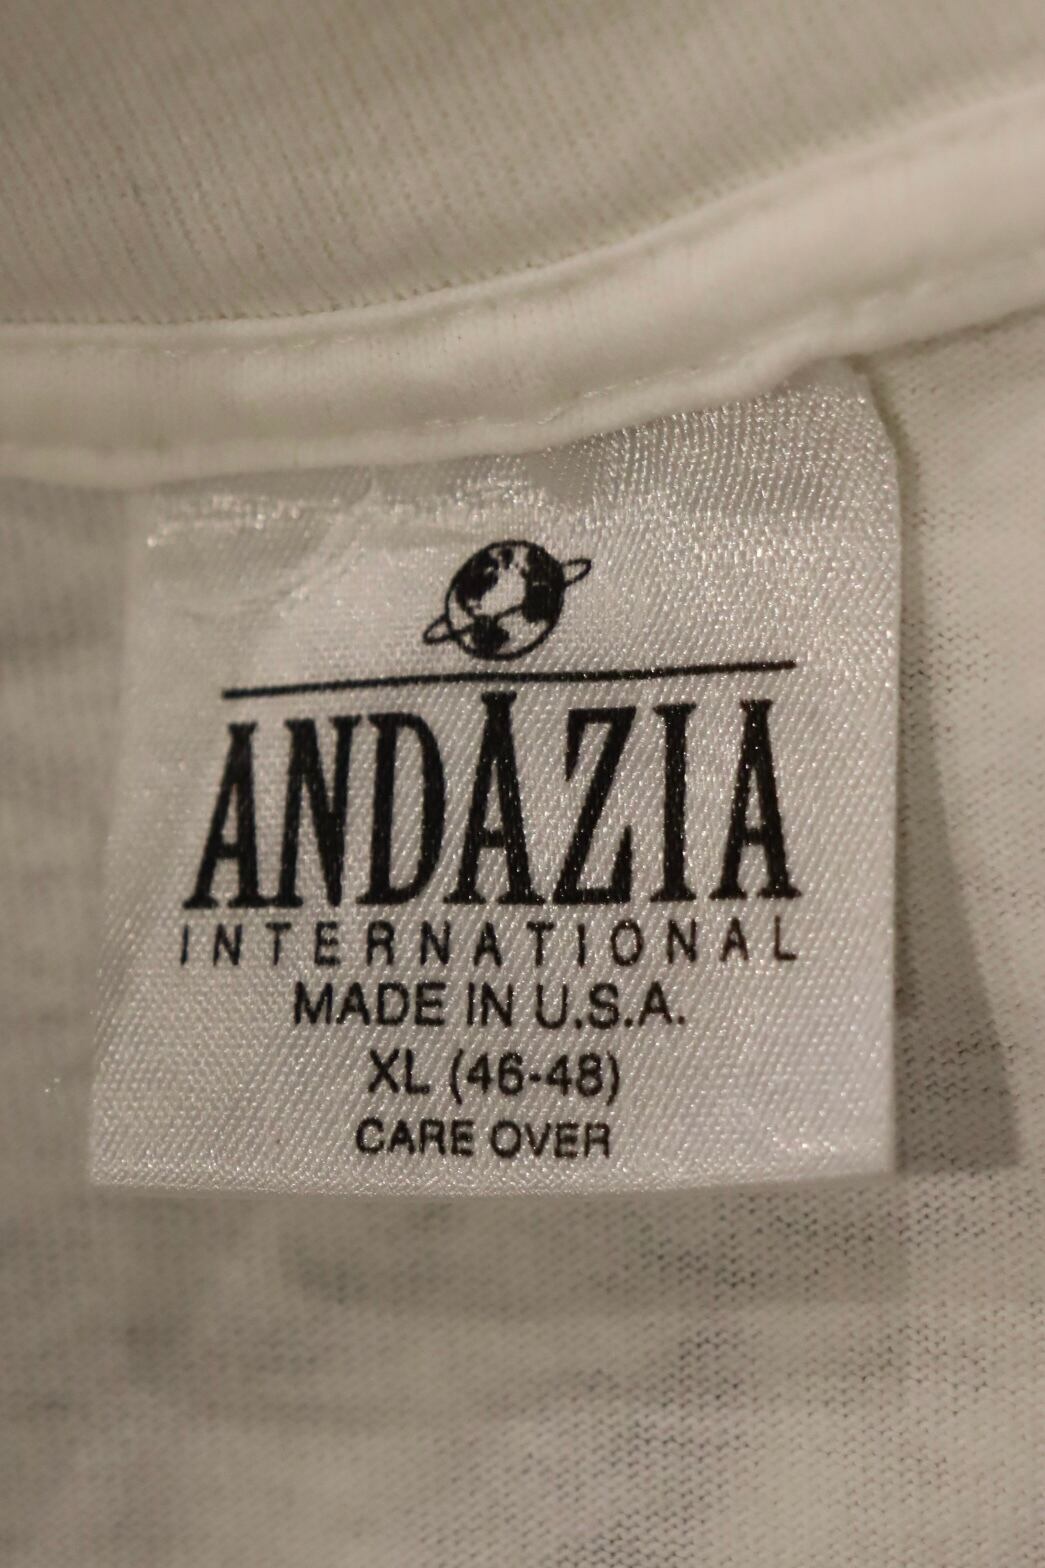 ANDAZIA
INTERNATIONAL
MADE IN U.S.A.
XL (46-48)
CARE OVER